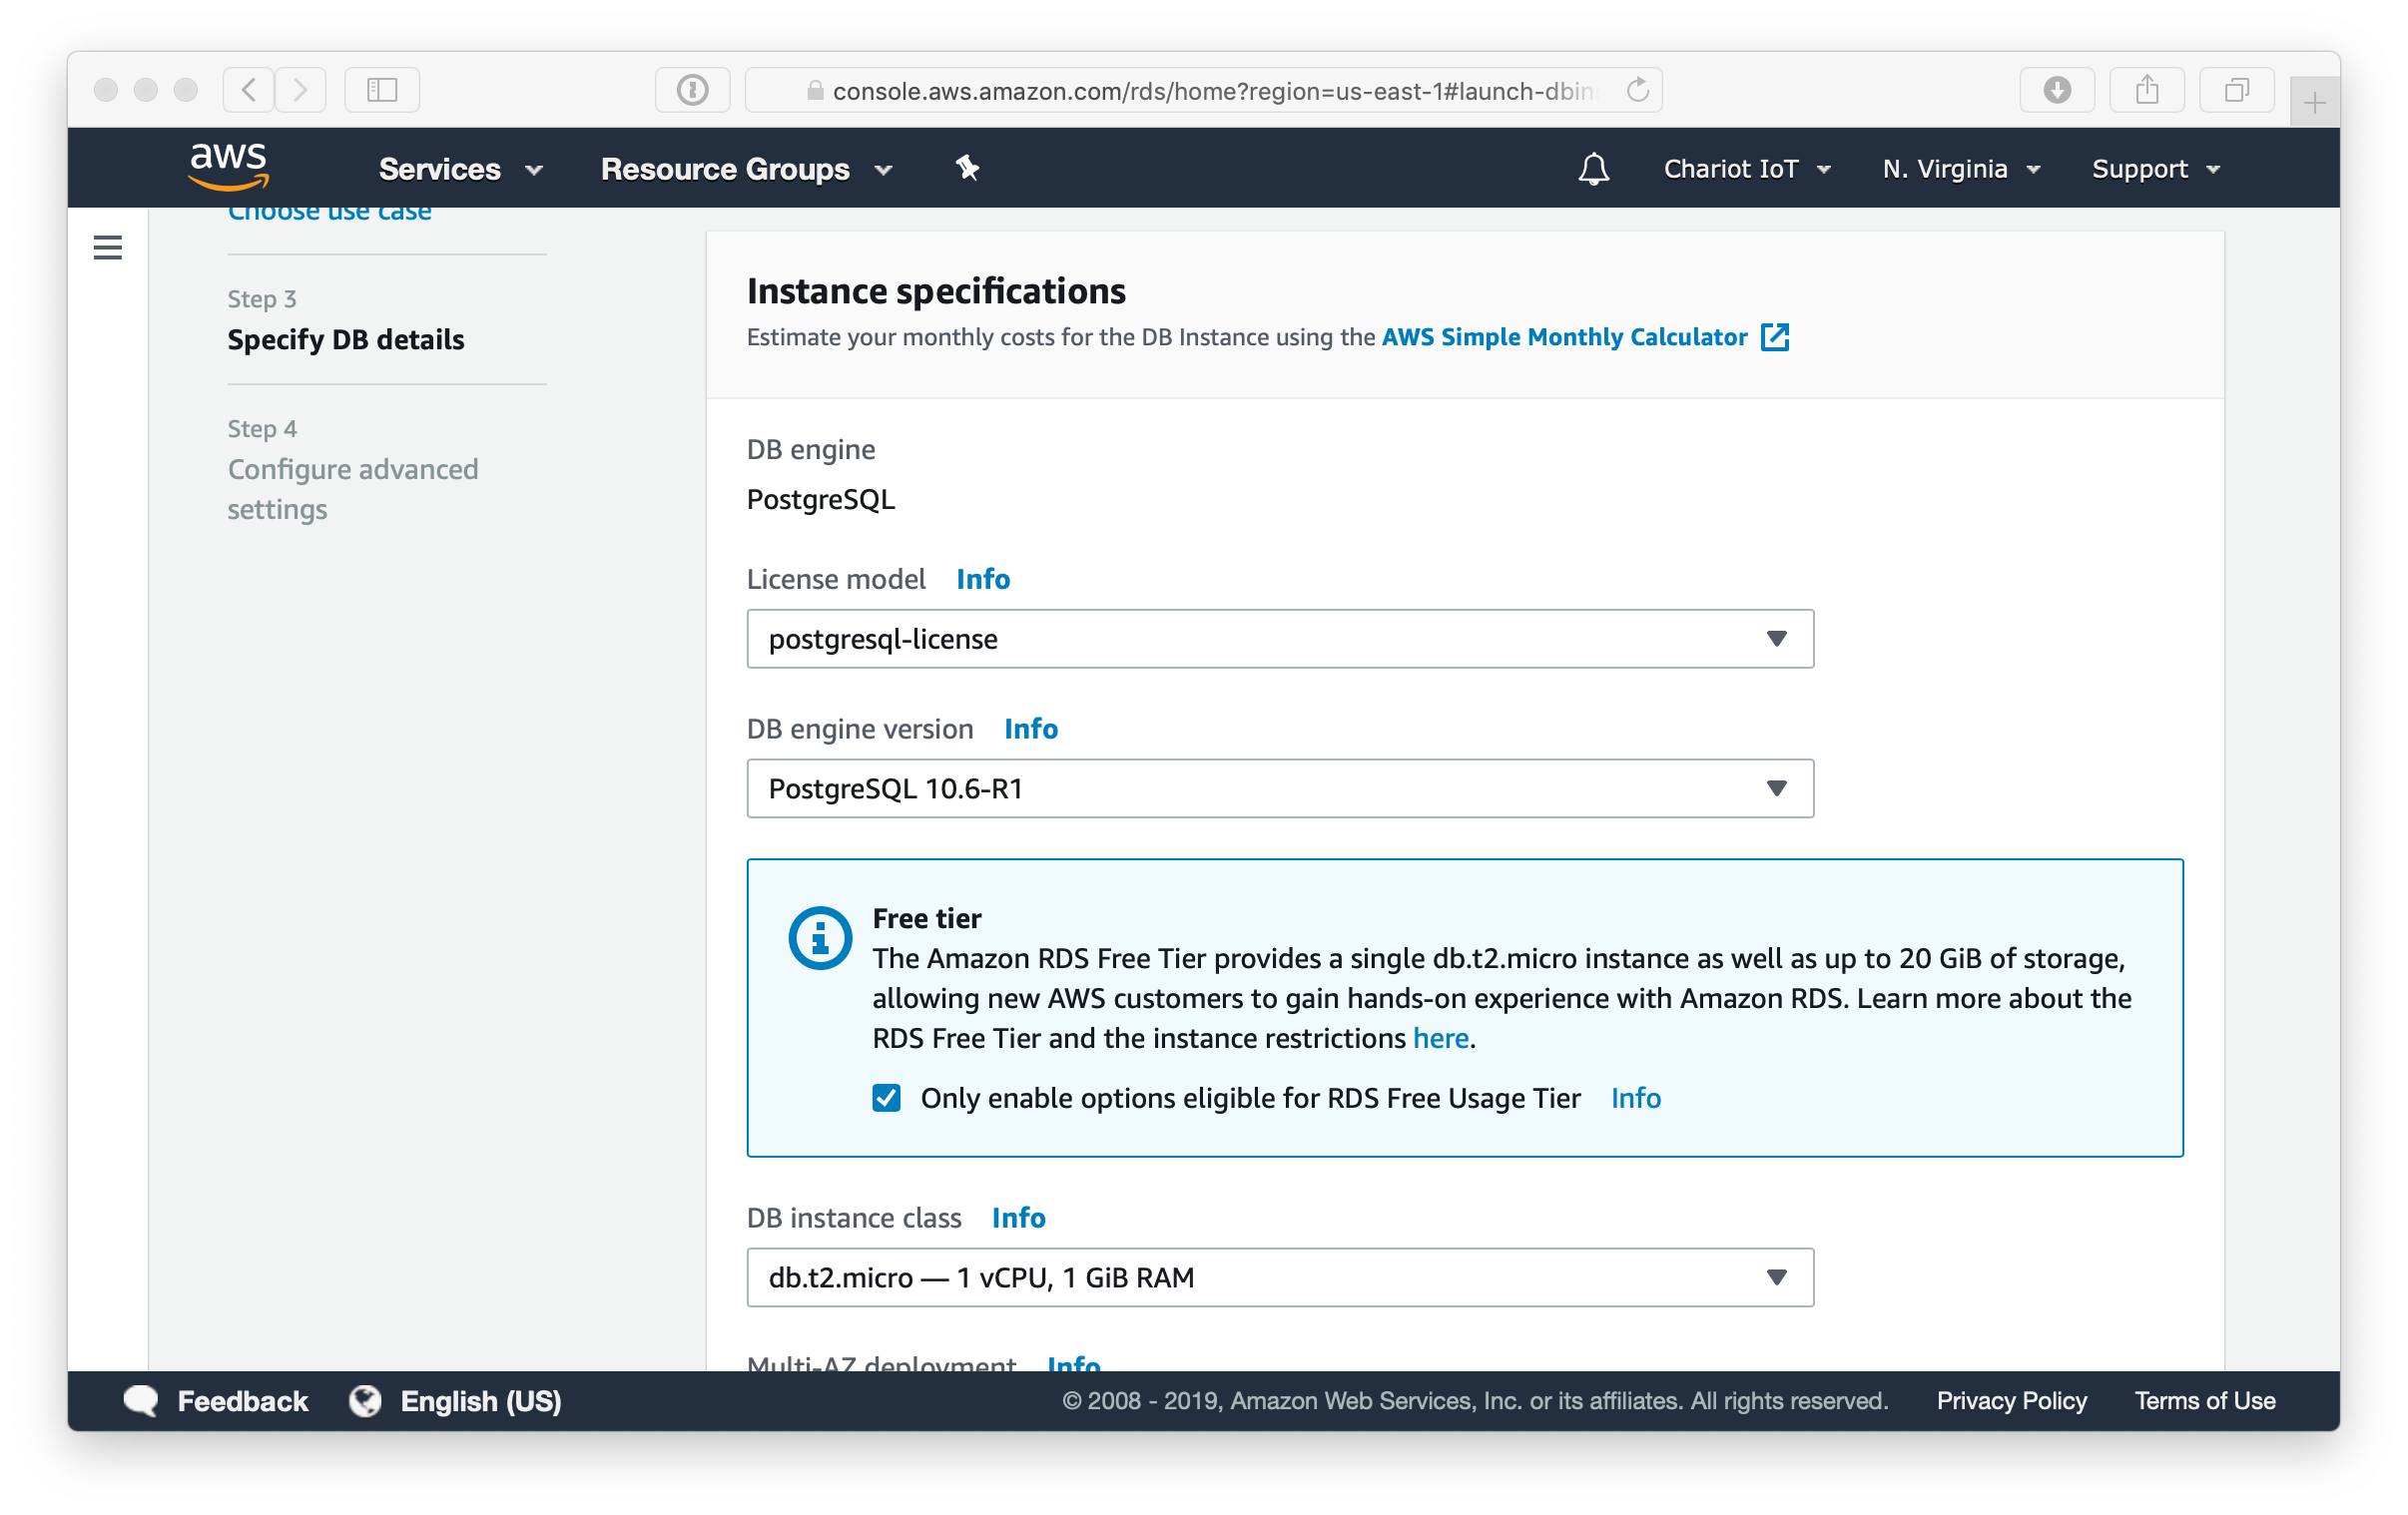 console.aws.amazon.com/rds/home?region=us-east-1#launch-dbin
aws
Services
Resource Groups
Chariot IoT
N. Virginia
Support
Choose use case
Step 3
Specify DB details
Step 4
Configure advanced
settings
Instance specifications
Estimate your monthly costs for the DB Instance using the AWS Simple Monthly Calculator
DB engine
PostgreSQL
License model Info
postgresql-license
DB engine version Info
PostgreSQL 10.6-R1
Free tier
The Amazon RDS Free Tier provides a single db.t2.micro instance as well as up to 20 GiB of storage,
allowing new AWS customers to gain hands-on experience with Amazon RDS. Learn more about the
RDS Free Tier and the instance restrictions here.
Only enable options eligible for RDS Free Usage Tier Info
DB instance class Info
db.t2.micro — 1 vCPU, 1 GiB RAM
Multi-AZ deployment Info
Feedback
English (US)
© 2008 - 2019, Amazon Web Services, Inc. or its affiliates. All rights reserved.
Privacy Policy
Terms of Use